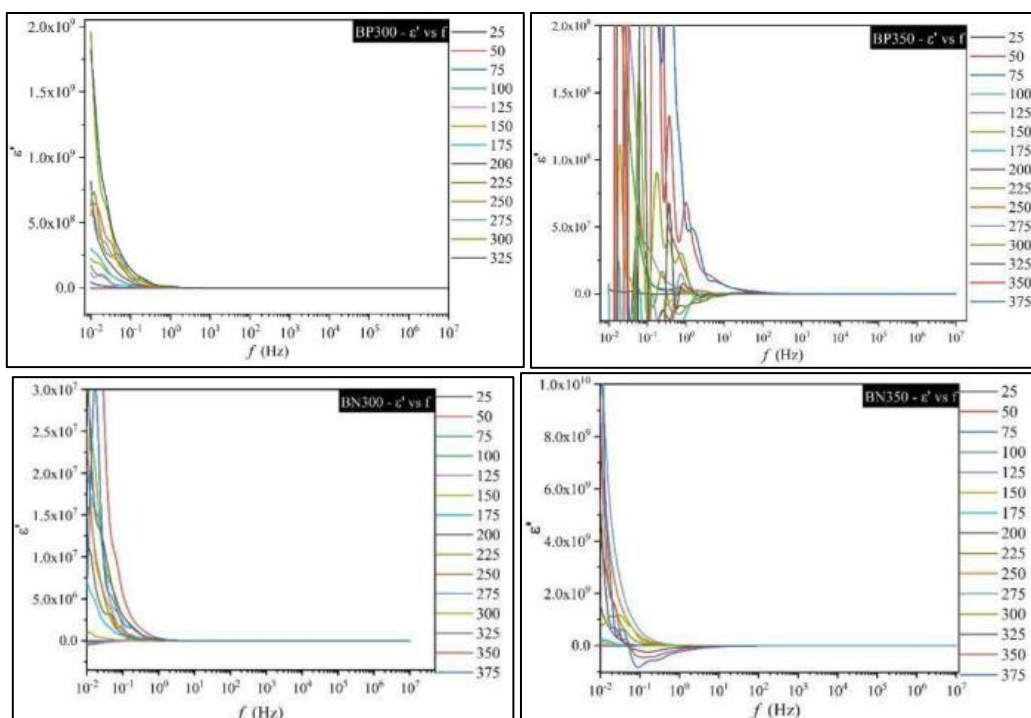 BP300 - ε' vs f
2.0x10⁹
1.5x10⁹
1.0x10⁹
5.0x10⁸
0.0
ε'
10⁻² 10⁻¹ 10⁰ 10¹ 10² 10³ 10⁴ 10⁵ 10⁶ 10⁷
f (Hz)
25
50
75
100
125
150
175
200
225
250
275
300
325
BP350 - ε' vs f
2.0x10⁸
1.5x10⁸
1.0x10⁸
5.0x10⁷
0.0
ε'
10⁻² 10⁻¹ 10⁰ 10¹ 10² 10³ 10⁴ 10⁵ 10⁶ 10⁷
f (Hz)
25
50
75
100
125
150
175
200
225
250
275
300
325
350
375
BN300 - ε' vs f
3.0x10⁷
2.5x10⁷
2.0x10⁷
1.5x10⁷
1.0x10⁷
5.0x10⁶
0.0
ε'
10⁻² 10⁻¹ 10⁰ 10¹ 10² 10³ 10⁴ 10⁵ 10⁶ 10⁷
f (Hz)
25
50
75
100
125
150
175
200
225
250
275
300
325
350
375
BN350 - ε' vs f
1.0x10¹⁰
8.0x10⁹
6.0x10⁹
4.0x10⁹
2.0x10⁹
0.0
ε'
10⁻² 10⁻¹ 10⁰ 10¹ 10² 10³ 10⁴ 10⁵ 10⁶ 10⁷
f (Hz)
25
50
75
100
125
150
175
200
225
250
275
300
325
350
375